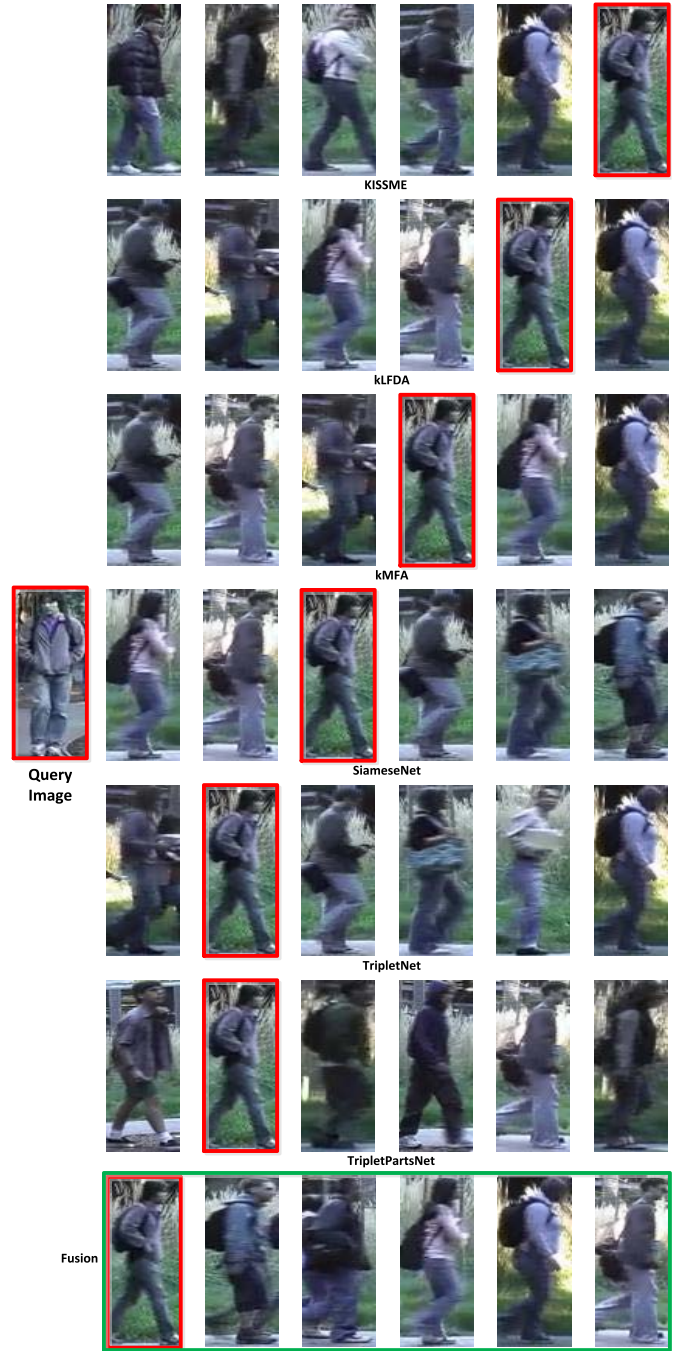 KISSME
kLFDA
kMFA
SiameseNet
Query
Image
TripletNet
TripletPartsNet
Fusion